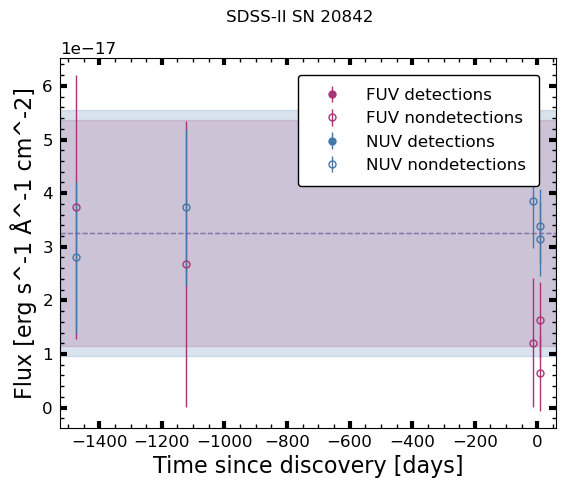 SDSS-II SN 20842
1e−17
FUV detections
FUV nondetections
NUV detections
NUV nondetections
6
5
4
3
2
1
0
Flux [erg s^-1 Å^-1 cm^-2]
−1400 −1200 −1000 −800 −600 −400 −200 0
Time since discovery [days]